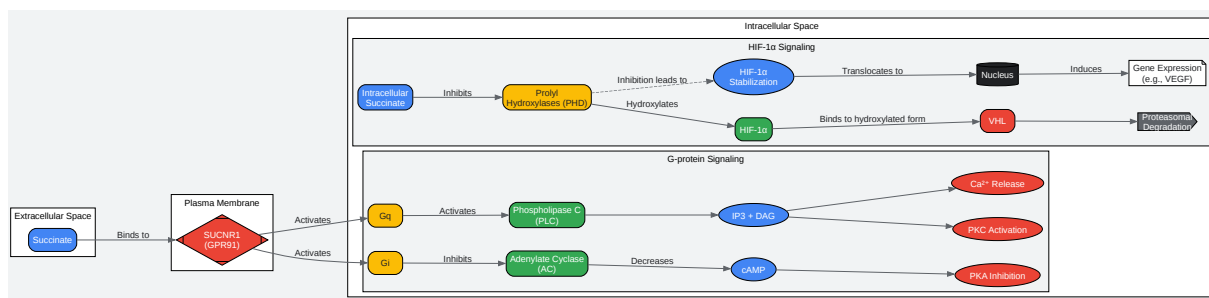 Intracellular Space
HIF-1α Signaling
Intracellular
Succinate
Inhibits
Prolyl
Hydroxylases (PHD)
Inhibition leads to
Hydroxylates
HIF-1α
Stabilization
Translocates to
Nucleus
Induces
Gene Expression
(e.g., VEGF)
HIF-1α
Binds to hydroxylated form
VHL
Proteasomal
Degradation
G-protein Signaling
Extracellular Space
Succinate
Binds to
Plasma Membrane
SUCNR1
(GPR91)
Activates
Activates
Gq
Activates
Phospholipase C
(PLC)
IP3 + DAG
Ca²⁺ Release
PKC Activation
Gi
Inhibits
Adenylate Cyclase
(AC)
Decreases
cAMP
PKA Inhibition